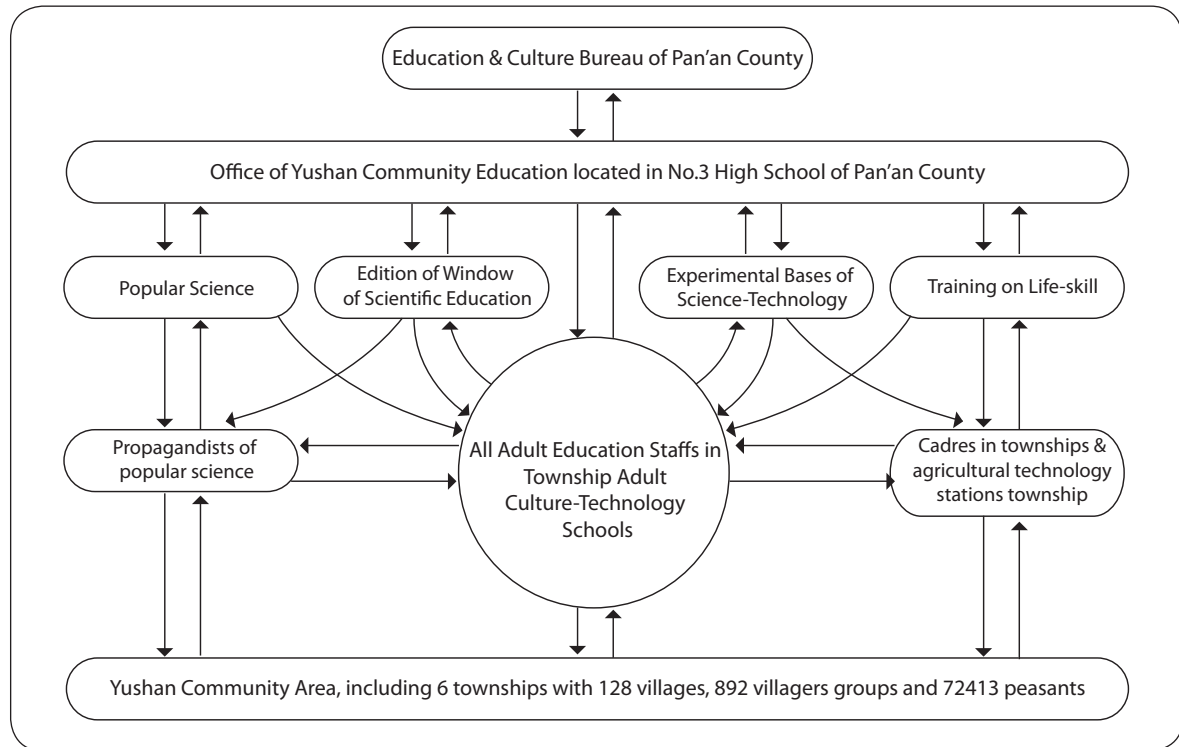 Education & Culture Bureau of Pan’an County
Office of Yushan Community Education located in No.3 High School of Pan’an County
Popular Science
Edition of Window
of Scientific Education
Experimental Bases of
Science-Technology
Training on Life-skill
Propagandists of
popular science
All Adult Education Staffs in
Township Adult
Culture-Technology
Schools
Cadres in townships &
agricultural technology
stations township
Yushan Community Area, including 6 townships with 128 villages, 892 villagers groups and 72413 peasants